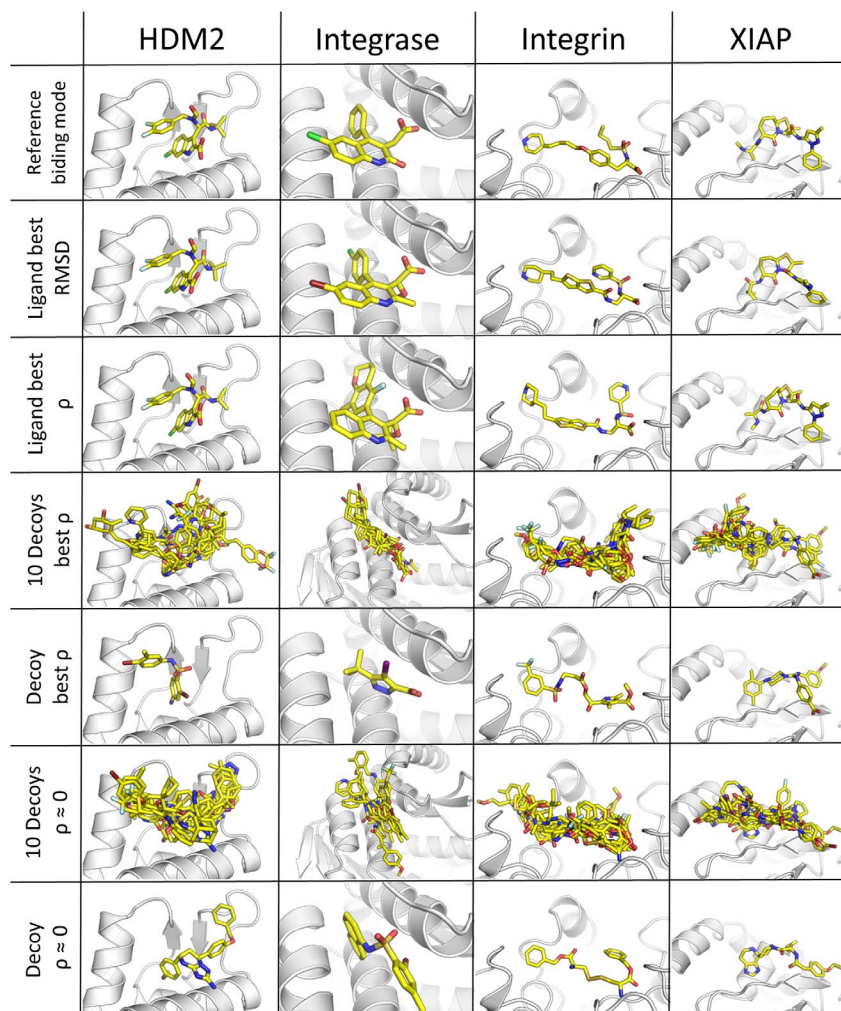 HDM2 Integrase Integrin XIAP
Reference
biding mode
Ligand best
RMSD
Ligand best
ρ
10 Decoys
best ρ
Decoy
best ρ
10 Decoys
ρ ≈ 0
Decoy
ρ ≈ 0